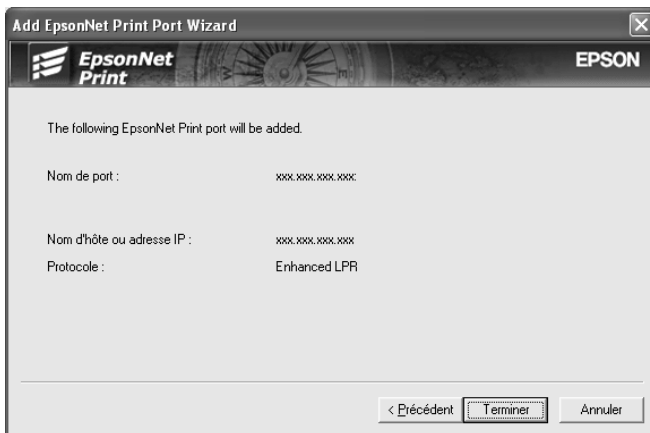 Add EpsonNet Print Port Wizard
EpsonNet
Print
EPSON
The following EpsonNet Print port will be added.
Nom de port : xxx.xxx.xxx.xxx:
Nom d'hôte ou adresse IP : xxx.xxx.xxx.xxx
Protocole : Enhanced LPR
< Précédent Terminer Annuler